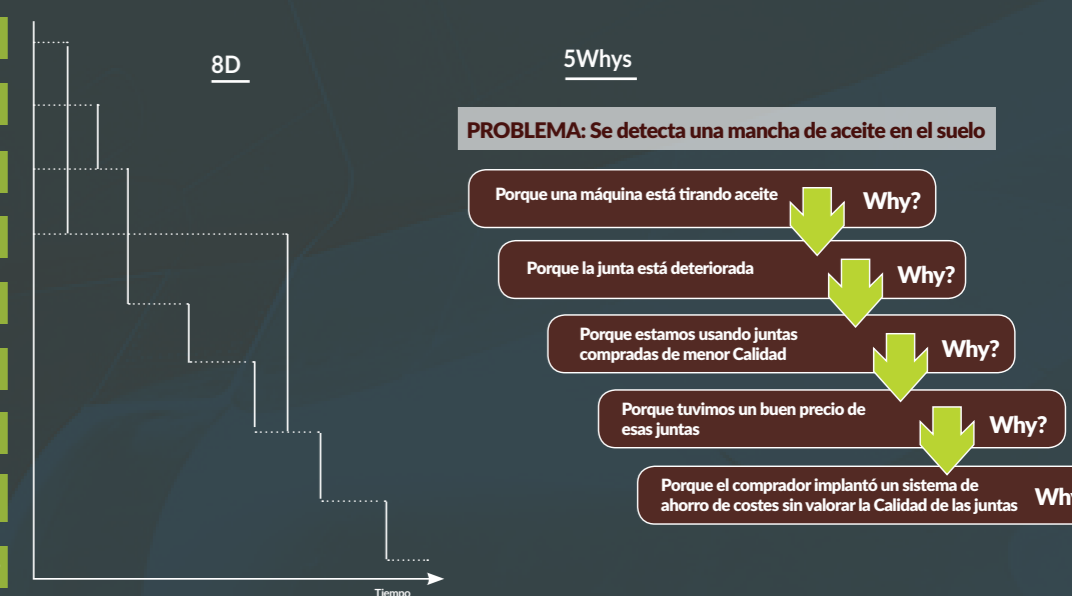 8D
5Whys
PROBLEMA: Se detecta una mancha de aceite en el suelo
Porque una máquina está tirando aceite
Why?
Porque la junta está deteriorada
Why?
Porque estamos usando juntas
compradas de menor Calidad
Why?
Porque tuvimos un buen precio de
esas juntas
Why?
Porque el comprador implantó un sistema de
ahorro de costes sin valorar la Calidad de las juntas
Tiempo